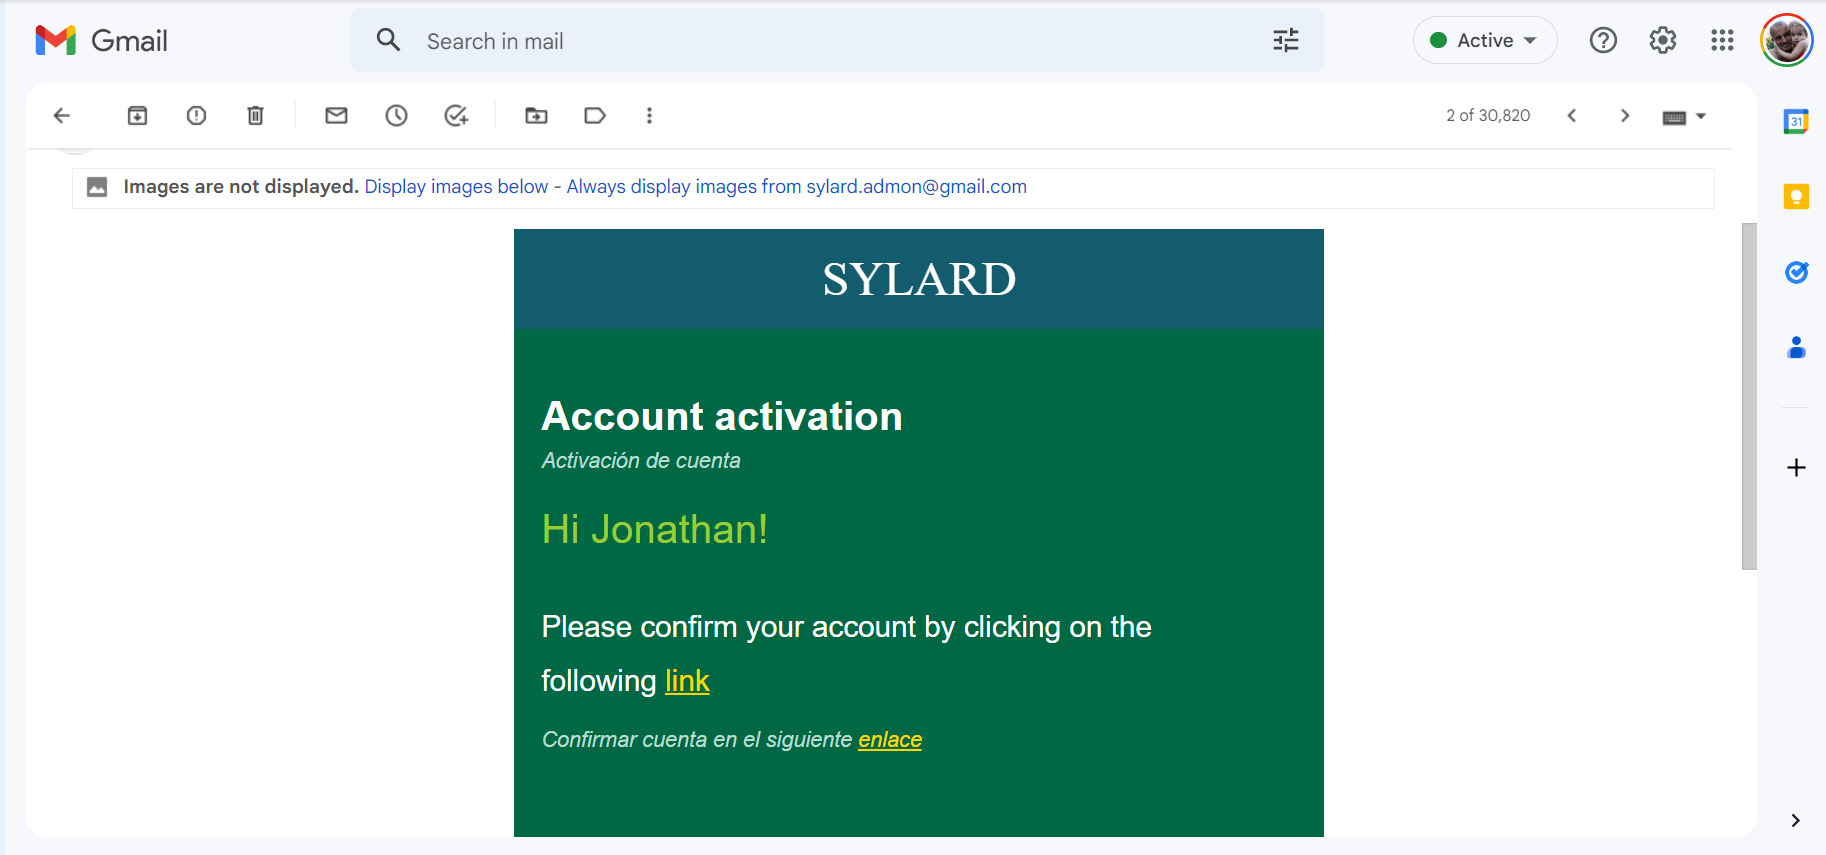 Gmail
Search in mail
Active
2 of 30,820
31
Images are not displayed. Display images below - Always display images from sylard.admon@gmail.com
SYLARD
Account activation
Activación de cuenta
Hi Jonathan!
Please confirm your account by clicking on the
following link
Confirmar cuenta en el siguiente enlace